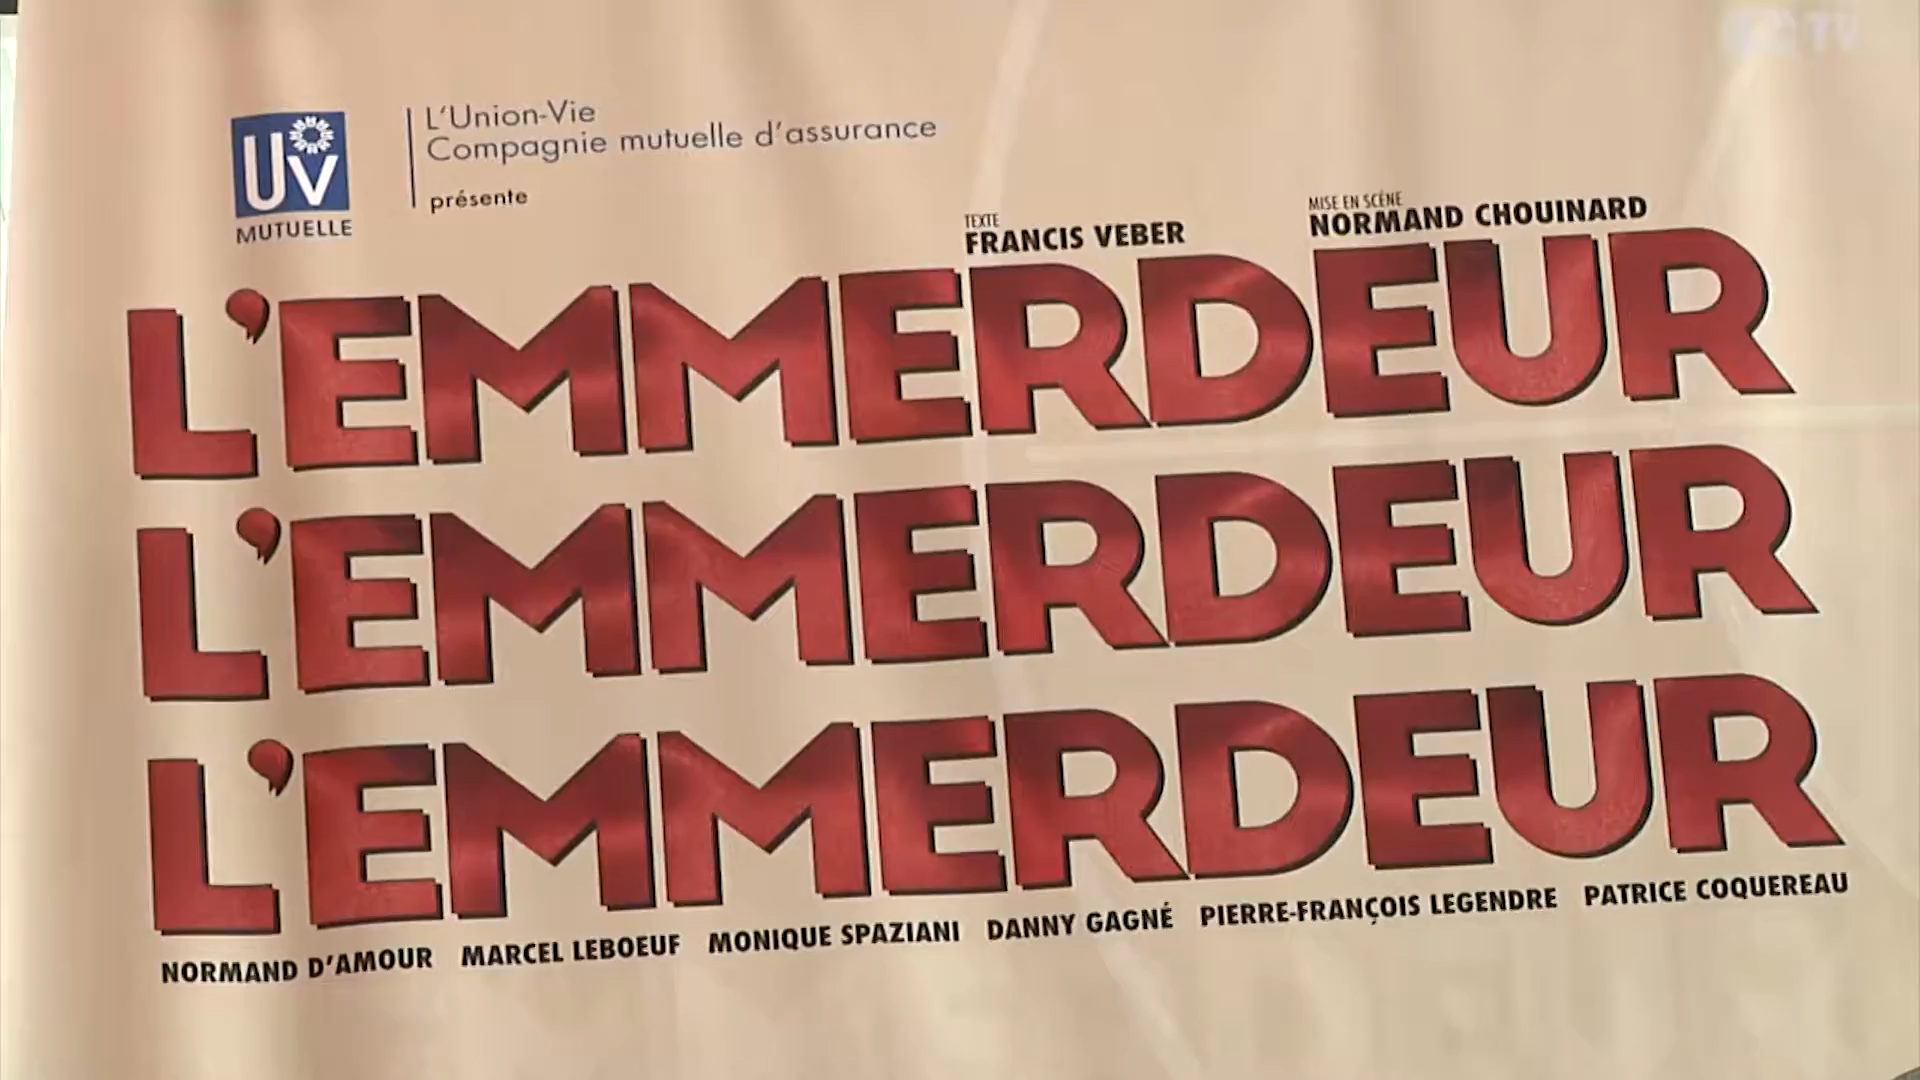 UV
MUTUELLE
L'Union-Vie
Compagnie mutuelle d'assurance
présente
TEXTE
FRANCIS VEBER
MISE EN SCÈNE
NORMAND CHOUINARD
L'EMMERDEUR
L'EMMERDEUR
L'EMMERDEUR
NORMAND D'AMOUR MARCEL LEBOEUF MONIQUE SPAZIANI DANNY GAGNÉ PIERRE-FRANÇOIS LEGENDRE PATRICE COQUEREAU